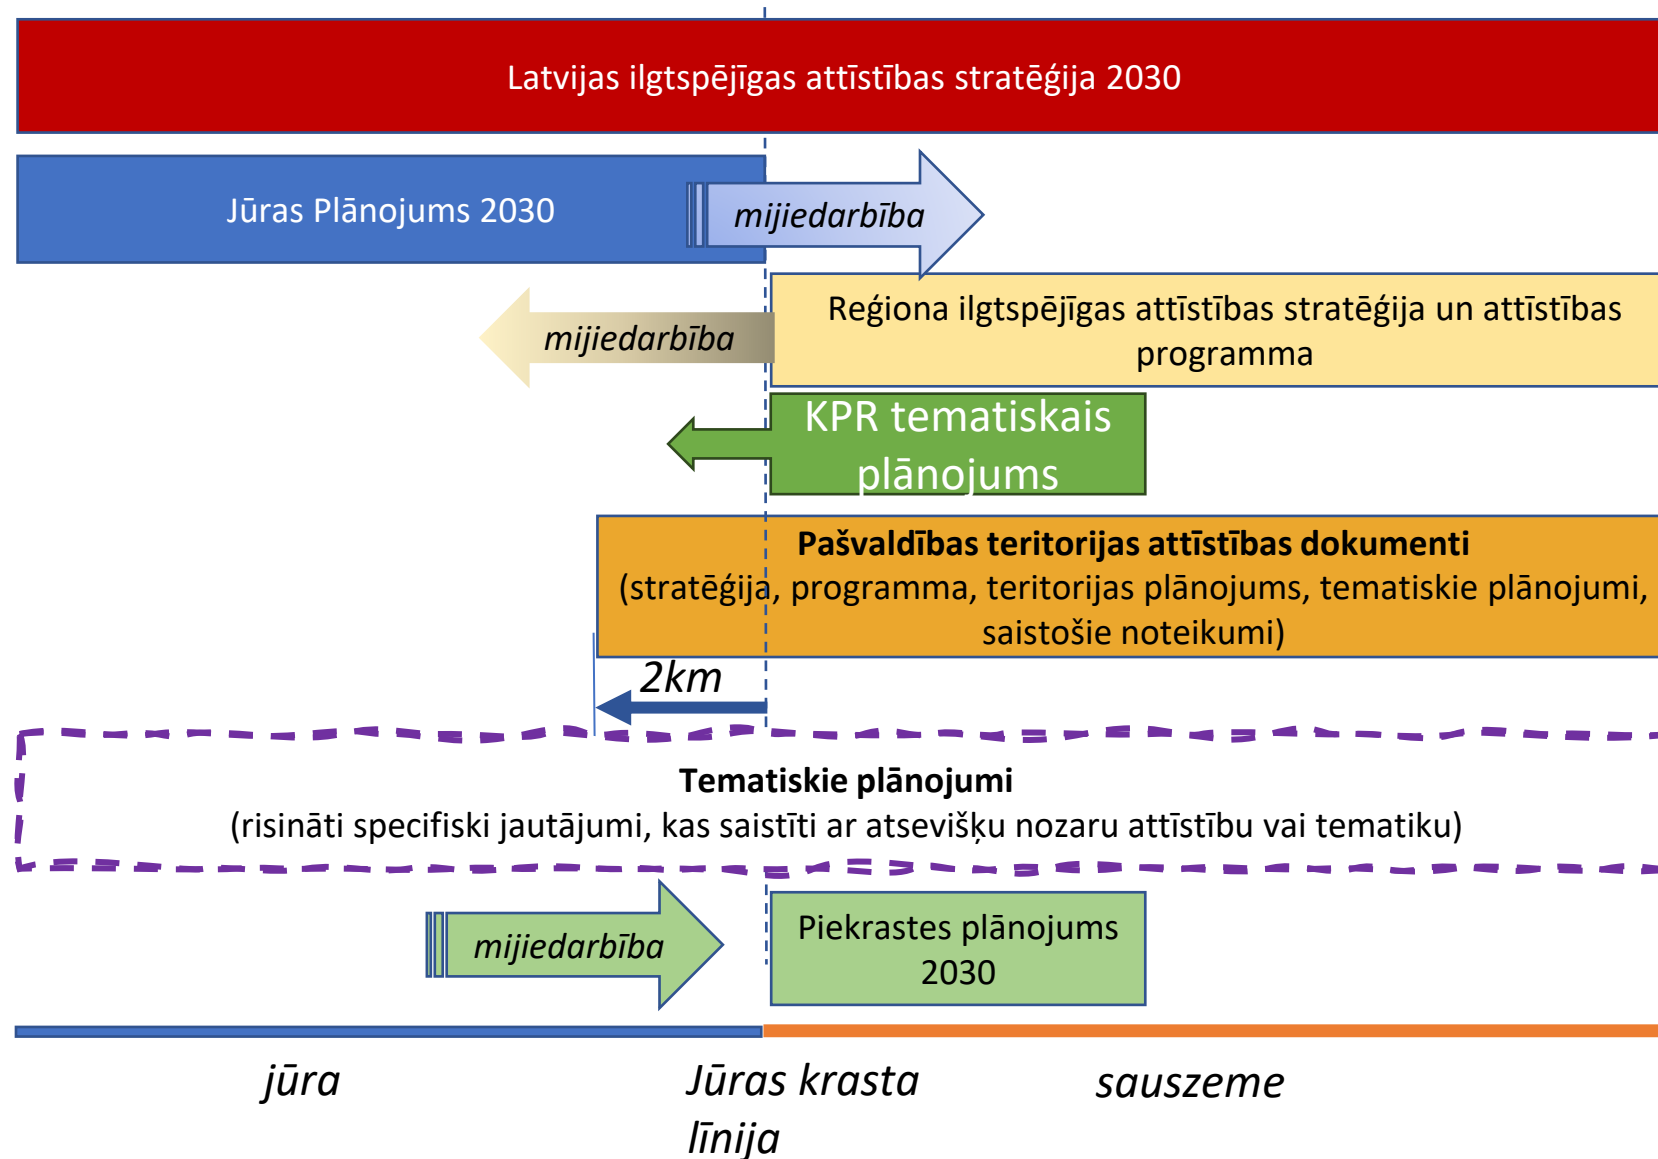 Latvijas ilgtspējīgas attīstības stratēģija 2030
Jūras Plānojums 2030
mijiedarbība
Reģiona ilgtspējīgas attīstības stratēģija un attīstības
programma
mijiedarbība
KPR tematiskais
plānojums
Pašvaldības teritorijas attīstības dokumenti
(stratēģija, programma, teritorijas plānojums, tematiskie plānojumi,
saistošie noteikumi)
2km
Tematiskie plānojumi
(risināti specifiski jautājumi, kas saistīti ar atsevišķu nozaru attīstību vai tematiku)
mijiedarbība
Piekrastes plānojums
2030
jūra
Jūras krasta
līnija
sauszeme